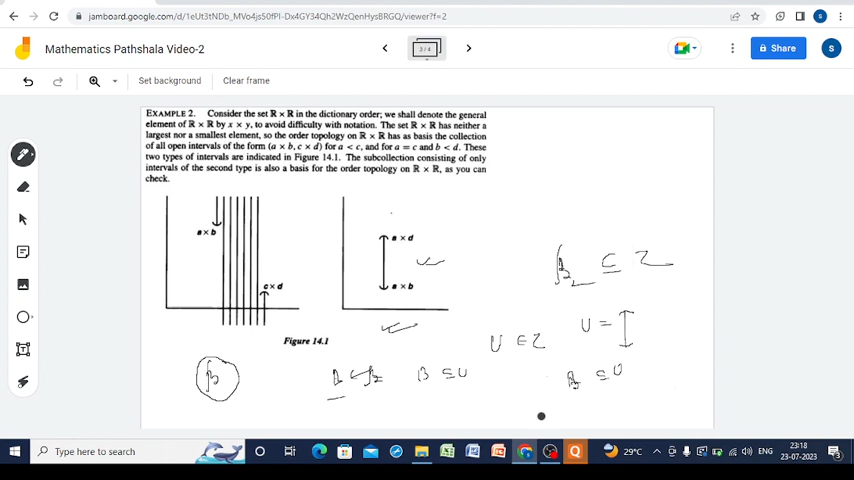 jamboard.google.com/d/1eUt3tNDb_MVo4js50fPI-Dx4GY34Qh2WzQenHysBRGQ/viewer?f=2
S
Mathematics Pathshala Video-2
3/4
Share
S
Set background
Clear frame
EXAMPLE 2. Consider the set R × R in the dictionary order; we shall denote the general
element of R × R by x × y, to avoid difficulty with notation. The set R × R has neither a
largest nor a smallest element, so the order topology on R × R has as basis the collection
of all open intervals of the form (a × b, c × d) for a < c, and for a = c and b < d. These
two types of intervals are indicated in Figure 14.1. The subcollection consisting of only
intervals of the second type is also a basis for the order topology on R × R, as you can
check.
a × b
c × d
a × d
a × b
Figure 14.1
U =
U ∈ Z
B ⊆ U
Type here to search
29°C
ENG
23:18
23-07-2023
3